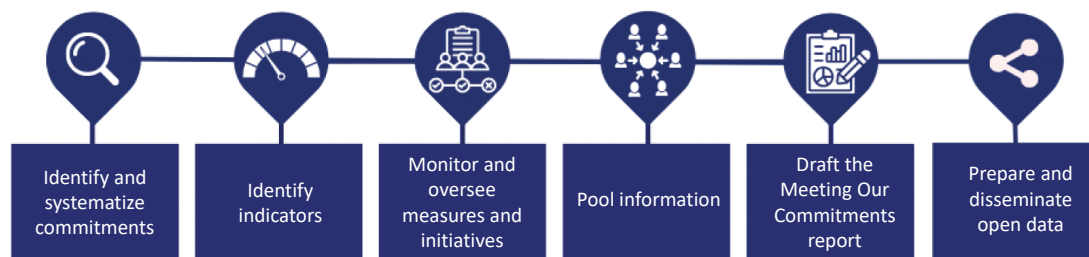 Identify and
systematize
commitments
Identify
indicators
Monitor and
oversee
measures and
initiatives
Pool information
Draft the
Meeting Our
Commitments
report
Prepare and
disseminate
open data